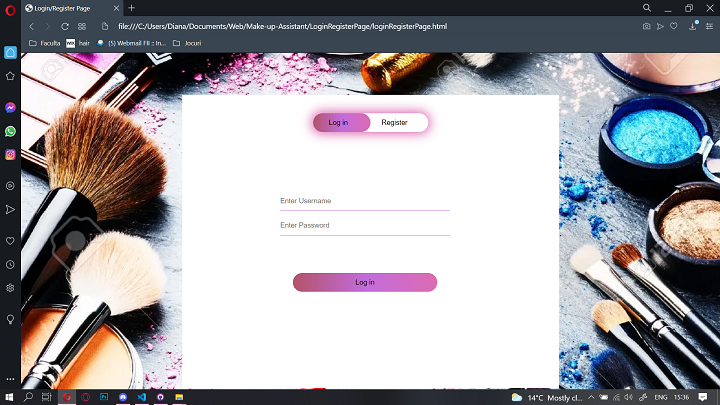 Login/Register Page
file:///C:/Users/Diana/Documents/Web/Make-up-Assistant/LoginRegisterPage/loginRegisterPage.html
Faculta
hair
(5) Webmail FII :: In...
Jocuri
Log in
Register
Enter Username
Enter Password
Log in
14°C Mostly cl...
ENG
15:36